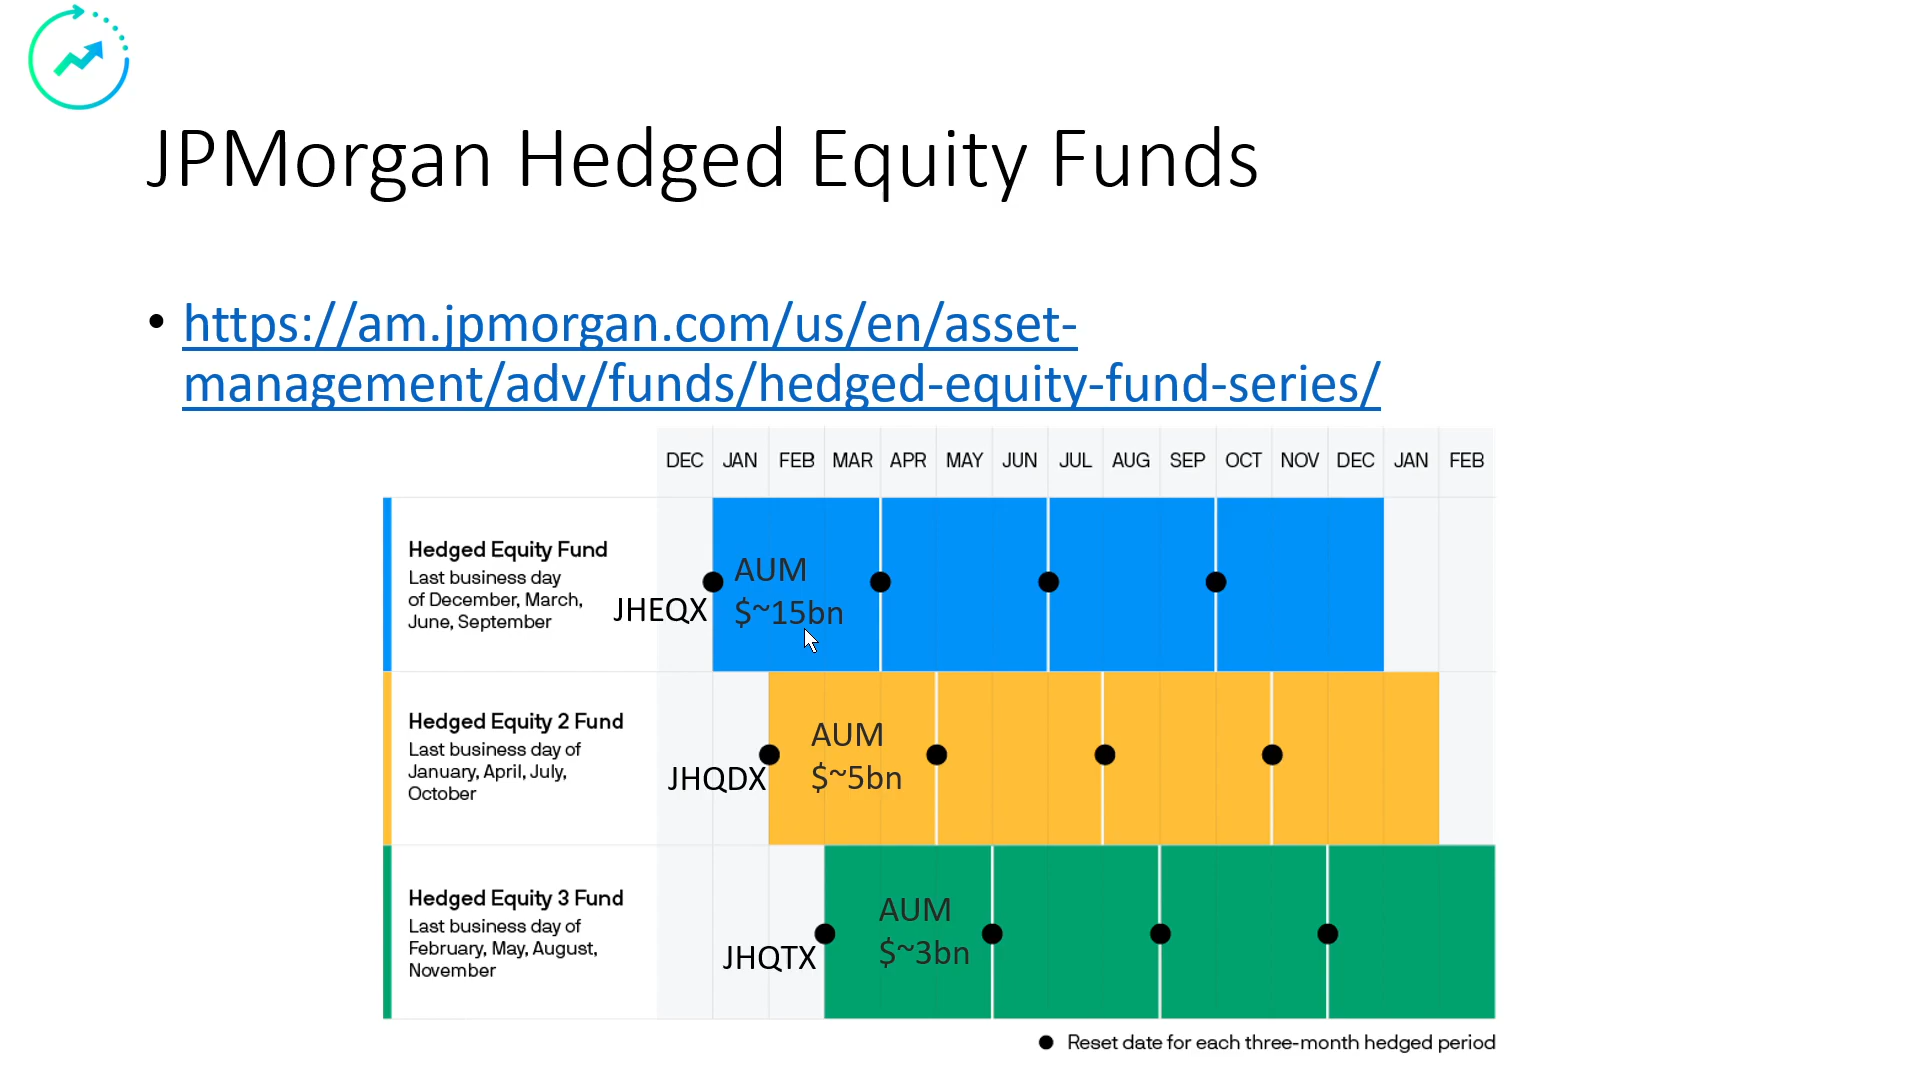 JPMorgan Hedged Equity Funds
• https://am.jpmorgan.com/us/en/asset-
management/adv/funds/hedged-equity-fund-series/
DEC JAN FEB MAR APR MAY JUN JUL AUG SEP OCT NOV DEC JAN FEB
Hedged Equity Fund
Last business day
of December, March,
June, September
JHEQX
AUM
$~15bn
Hedged Equity 2 Fund
Last business day of
January, April, July,
October
JHQDX
AUM
$~5bn
Hedged Equity 3 Fund
Last business day of
February, May, August,
November
JHQTX
AUM
$~3bn
Reset date for each three-month hedged period